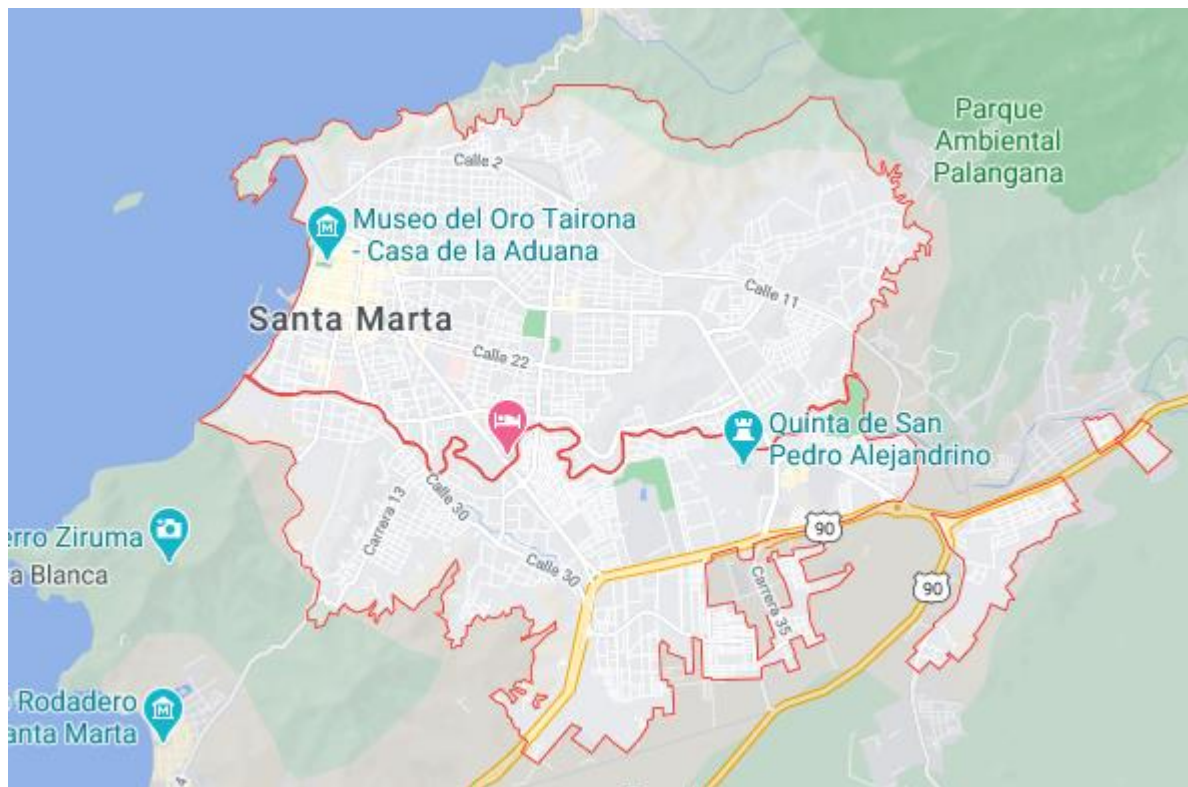 Parque
Ambiental
Palangana
Calle 2
Museo del Oro Tairona
- Casa de la Aduana
Calle 11
Santa Marta
Calle 22
Quinta de San
Pedro Alejandrino
Carrera 13
Calle 30
90
erro Ziruma
a Blanca
Calle 30
Carrera 35
90
Rodadero
anta Marta
4